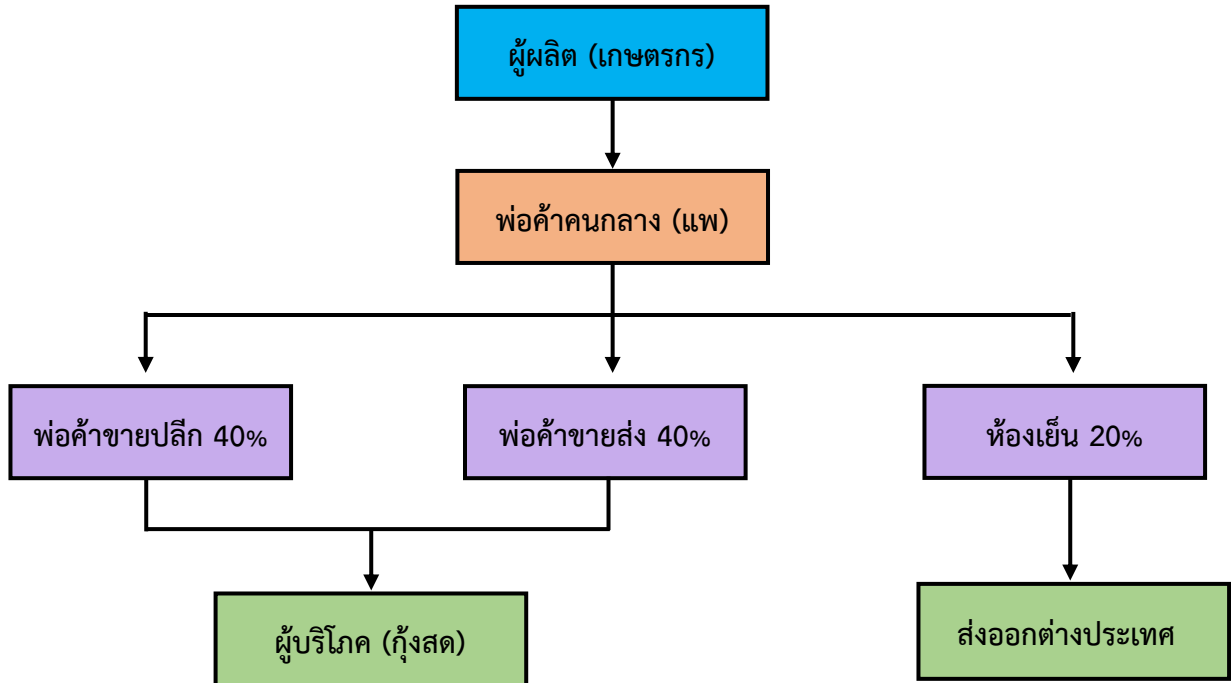 ผู้ผลิต (เกษตรกร)
พ่อค้าคนกลาง (แพ)
พ่อค้าขายปลีก 40%
พ่อค้าขายส่ง 40%
ห้องเย็น 20%
ผู้บริโภค (กุ้งสด)
ส่งออกต่างประเทศ